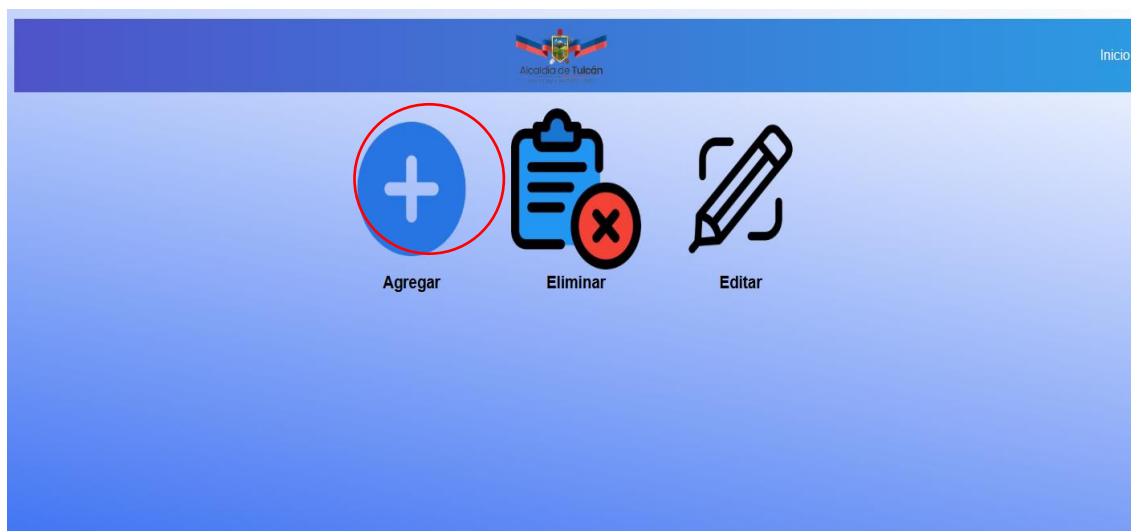 Alcaldía de Tulcán
Inicio
Agregar
Eliminar
Editar